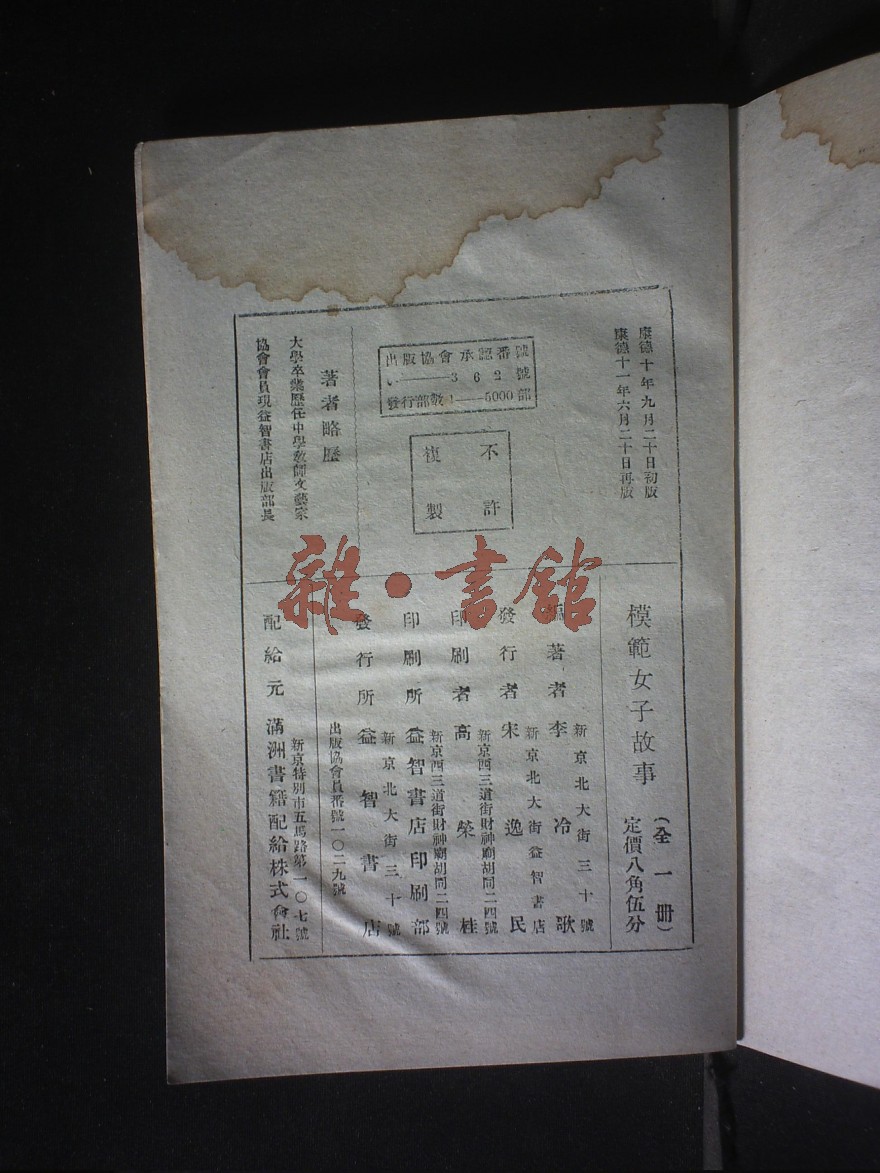 康德十年九月二十日初版
康德十一年六月二十日再版
出版協會承認番號
い——362號
發行部數1——5000部
不許
複製
著者略歷
大學卒業歷任中學教師文藝家
協會會員現益智書店出版部長
模範女子故事
（全一冊）
定價八角伍分
新京北大街三十號
編著者李冷歌
新京北大街益智書店
發行者宋逸民
新京四三道街財神廟胡同二四號
印刷者高榮桂
新京四三道街財神廟胡同二四號
印刷所益智書店印刷部
新京北大街三十號
發行所益智書店
出版協會員番號一〇二九號
新京特別市五馬路第一〇七號
配給元 滿洲書籍配給株式會社
雜·書館